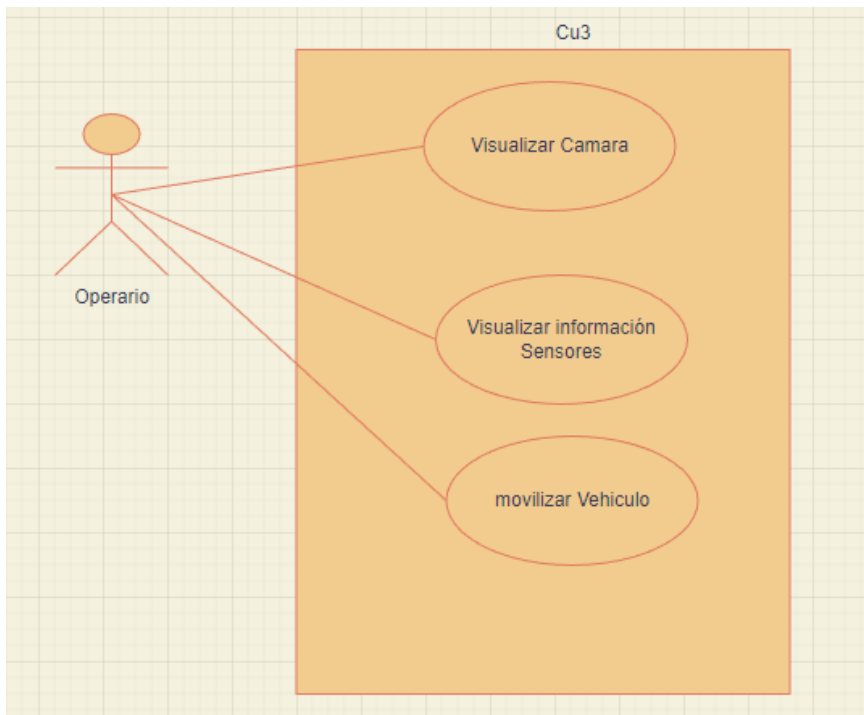 Cu3
Visualizar Camara
Operario
Visualizar información
Sensores
movilizar Vehiculo